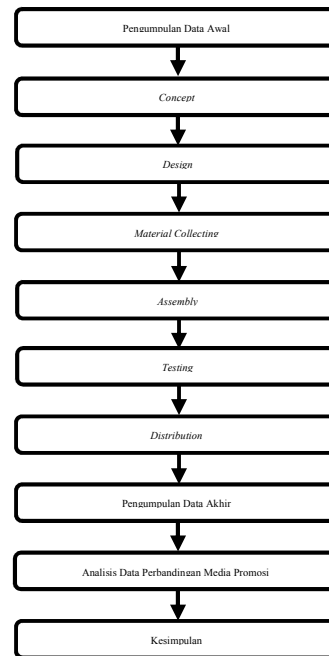 Pengumpulan Data Awal
Concept
Design
Material Collecting
Assembly
Testing
Distribution
Pengumpulan Data Akhir
Analisis Data Perbandingan Media Promosi
Kesimpulan